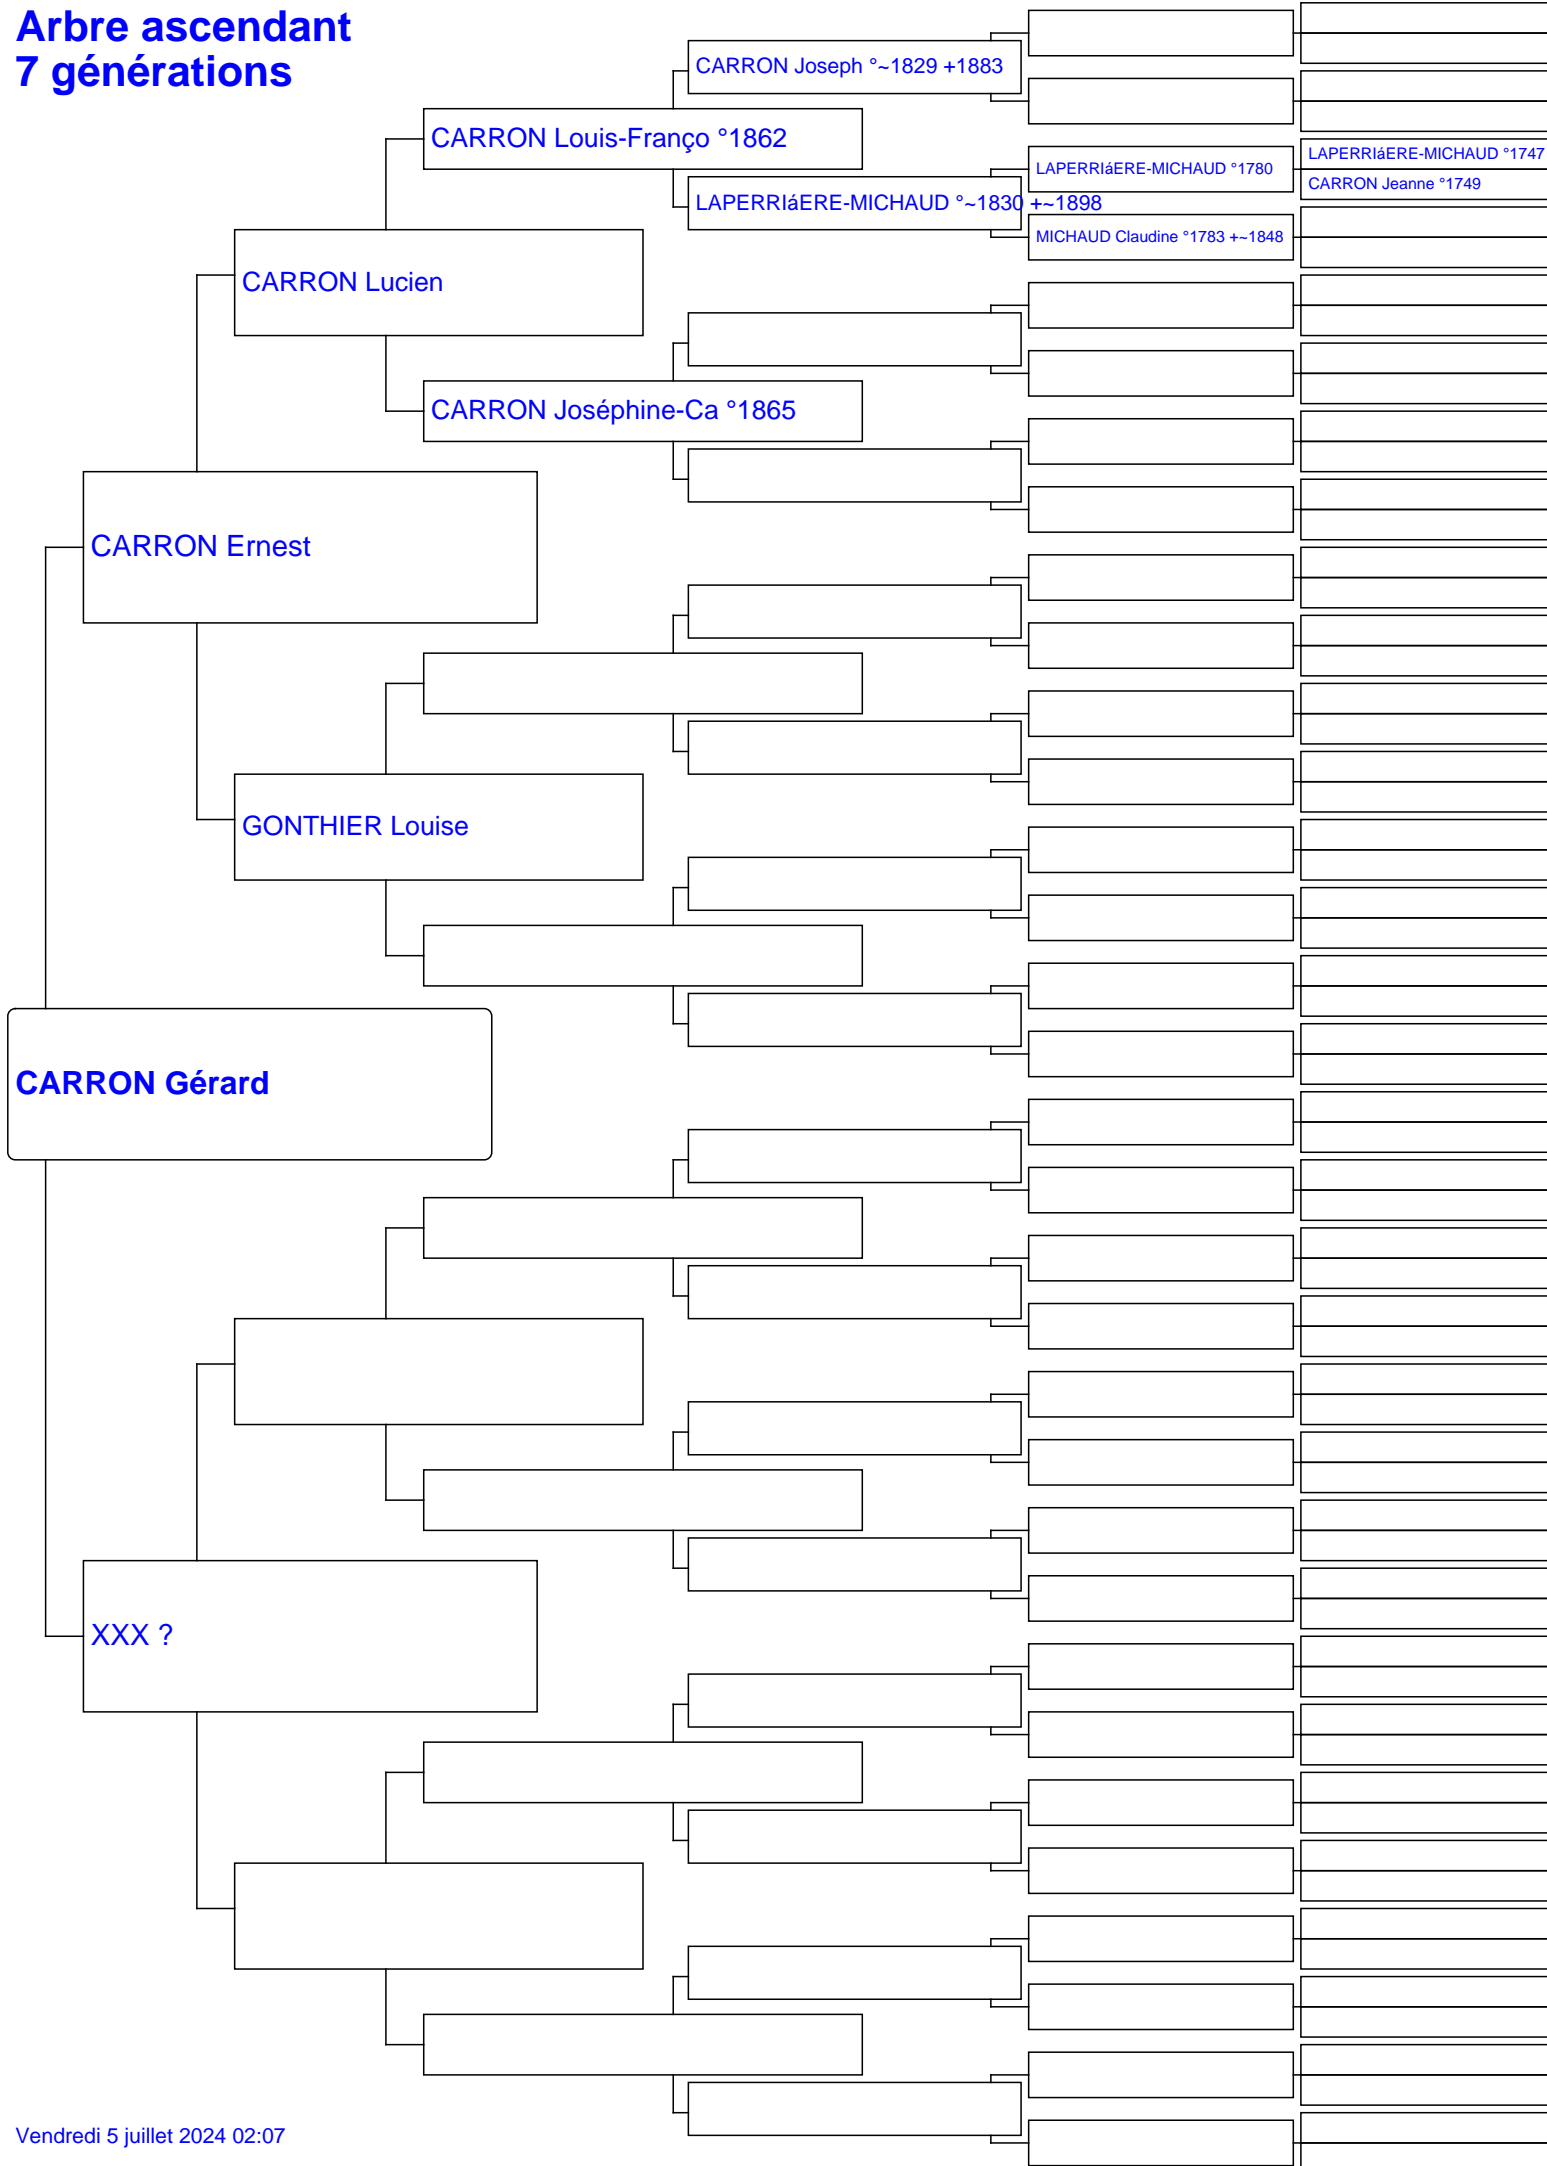 Arbre ascendant
7 générations
CARRON Joseph °~1829 +1883
CARRON Louis-Franço °1862
LAPERRIáERE-MICHAUD °1747
LAPERRIáERE-MICHAUD °1780
CARRON Jeanne °1749
LAPERRIáERE-MICHAUD °~1830 +~1898
MICHAUD Claudine °1783 +~1848
CARRON Lucien
CARRON Joséphine-Ca °1865
CARRON Ernest
GONTHIER Louise
CARRON Gérard
XXX ?
Vendredi 5 juillet 2024 02:07